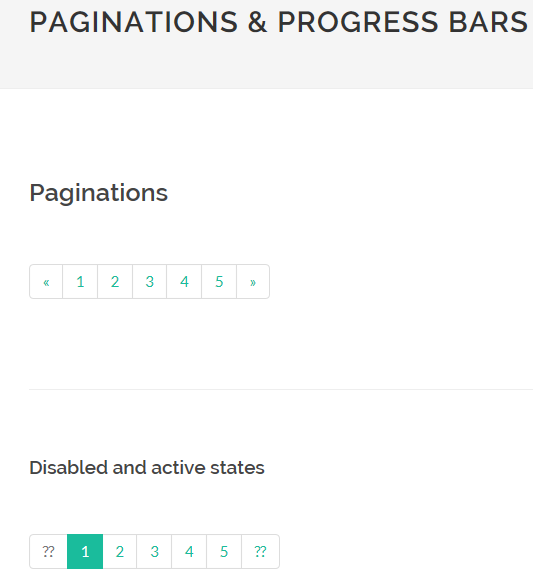 PAGINATIONS & PROGRESS BARS
Paginations
« 1 2 3 4 5 »
Disabled and active states
?? 1 2 3 4 5 ??